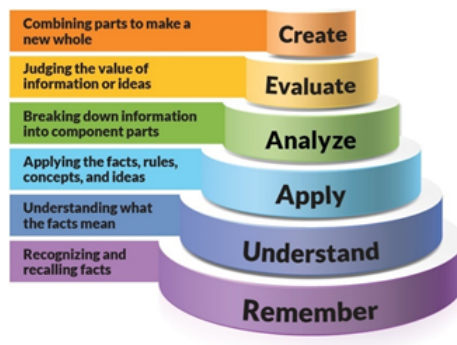 Combining parts to make a
new whole
Create
Judging the value of
information or ideas
Evaluate
Breaking down information
into component parts
Analyze
Applying the facts, rules,
concepts, and ideas
Apply
Understanding what
the facts mean
Understand
Recognizing and
recalling facts
Remember